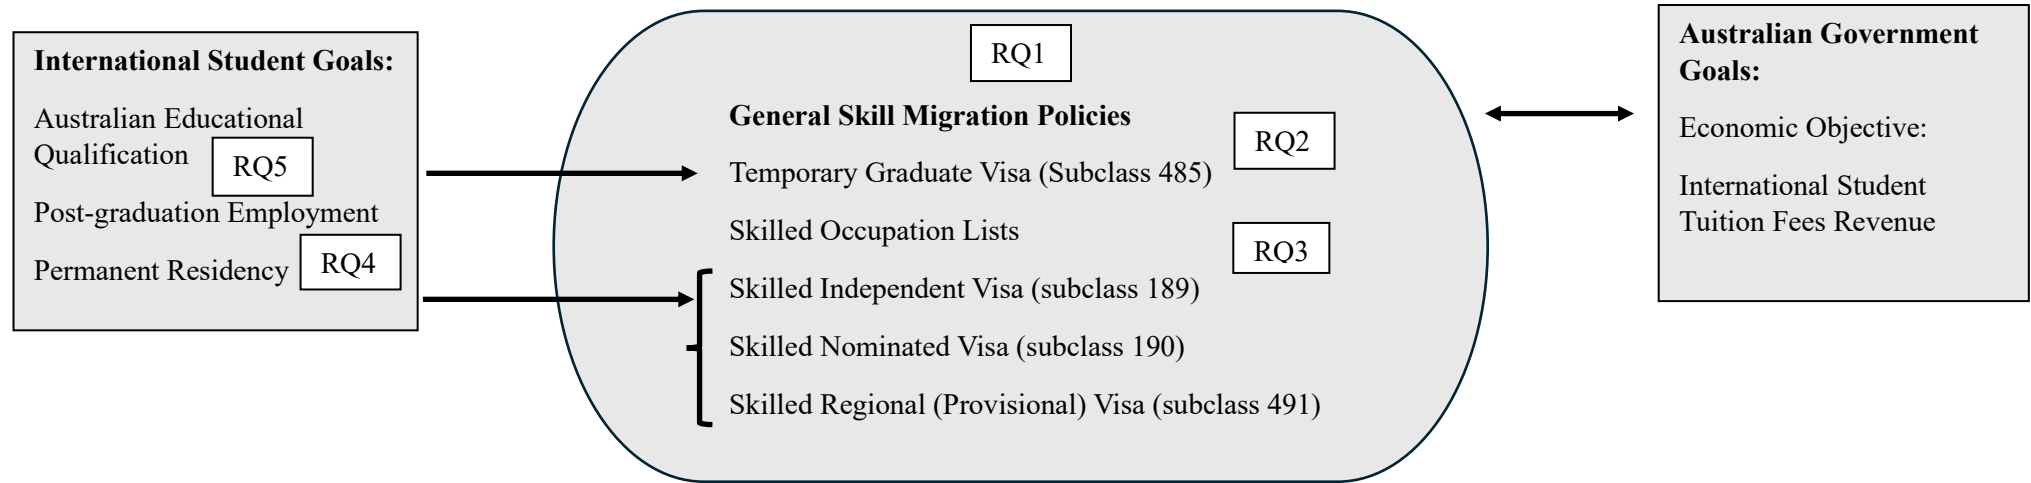 International Student Goals:
Australian Educational
Qualification
RQ5
Post-graduation Employment
Permanent Residency
RQ4
RQ1
General Skill Migration Policies
RQ2
Temporary Graduate Visa (Subclass 485)
Skilled Occupation Lists
RQ3
Skilled Independent Visa (subclass 189)
Skilled Nominated Visa (subclass 190)
Skilled Regional (Provisional) Visa (subclass 491)
Australian Government
Goals:
Economic Objective:
International Student
Tuition Fees Revenue